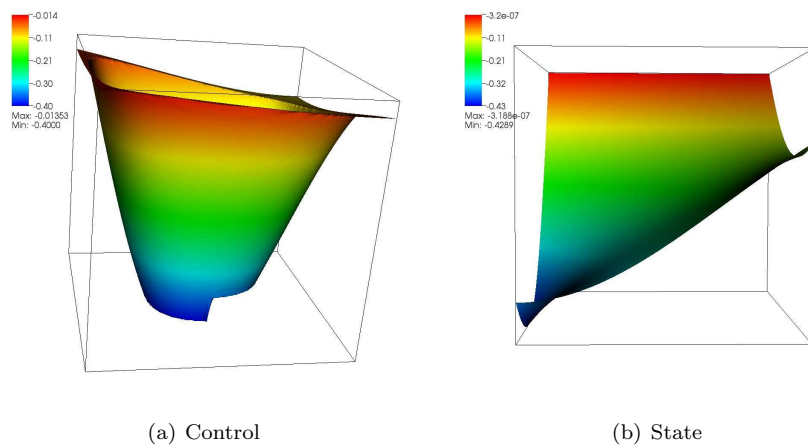 -0.014
-0.11
-0.21
-0.30
-0.40
Max: -0.01353
Min: -0.4000
-3.2e-07
-0.11
-0.21
-0.32
-0.43
Max: -3.188e-07
Min: -0.4289
(a) Control
(b) State